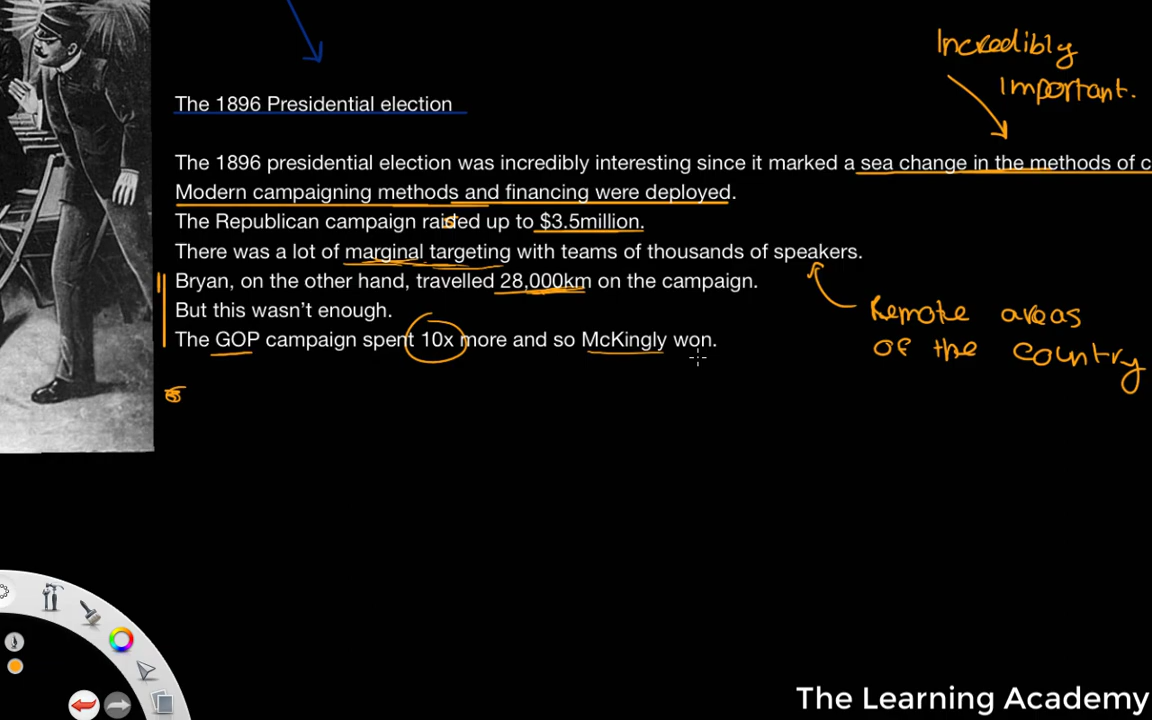 Incredibly
Important.
The 1896 Presidential election
The 1896 presidential election was incredibly interesting since it marked a sea change in the methods of c
Modern campaigning methods and financing were deployed.
The Republican campaign raised up to $3.5million.
There was a lot of marginal targeting with teams of thousands of speakers.
Bryan, on the other hand, travelled 28,000km on the campaign.
But this wasn't enough.
Remote areas
of the country
The GOP campaign spent 10x more and so McKingly won.
The Learning Academy